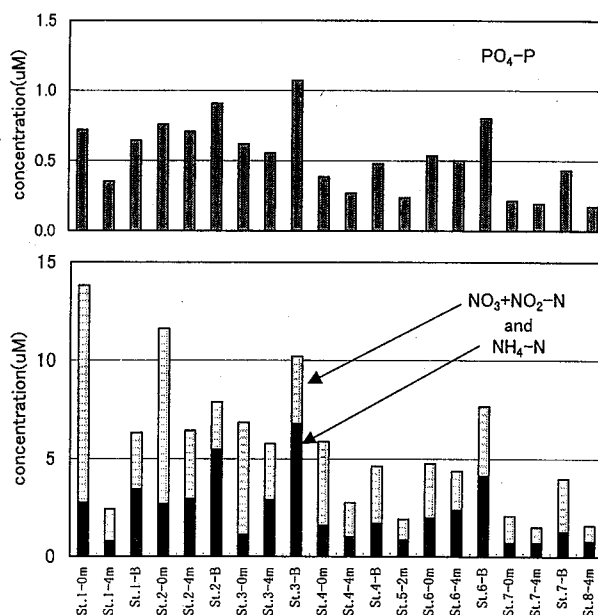 1.5
1.0
0.5
0.0
concentration(uM)
PO4-P
15
10
5
0
concentration(uM)
NO3+NO2-N
and
NH4-N
St.1-0m
St.1-4m
St.1-B
St.2-0m
St.2-4m
St.2-B
St.3-0m
St.3-4m
St.3-B
St.4-0m
St.4-4m
St.4-B
St.5-2m
St.6-0m
St.6-4m
St.6-B
St.7-0m
St.7-4m
St.7-B
St.8-4m